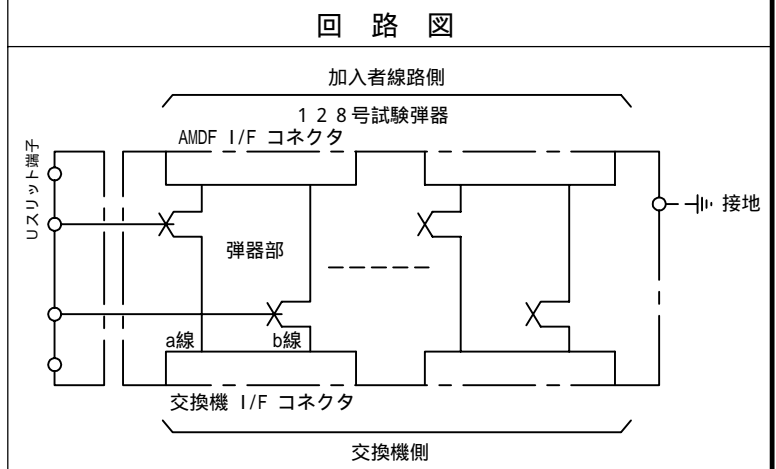 回 路 図
加入者線路側
１２８号試験弾器
AMDF I/F コネクタ
Uスリット端子
接地
弾器部
a線
b線
交換機 I/F コネクタ
交換機側